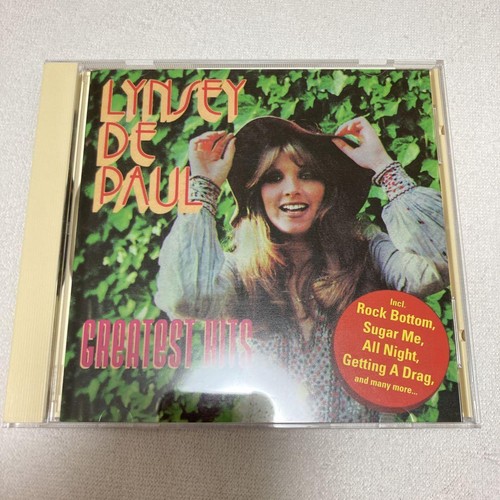 LYNSEY
DE
PAUL
GREATEST HITS
Incl.
Rock Bottom,
Sugar Me,
All Night,
Getting A Drag,
and many more...